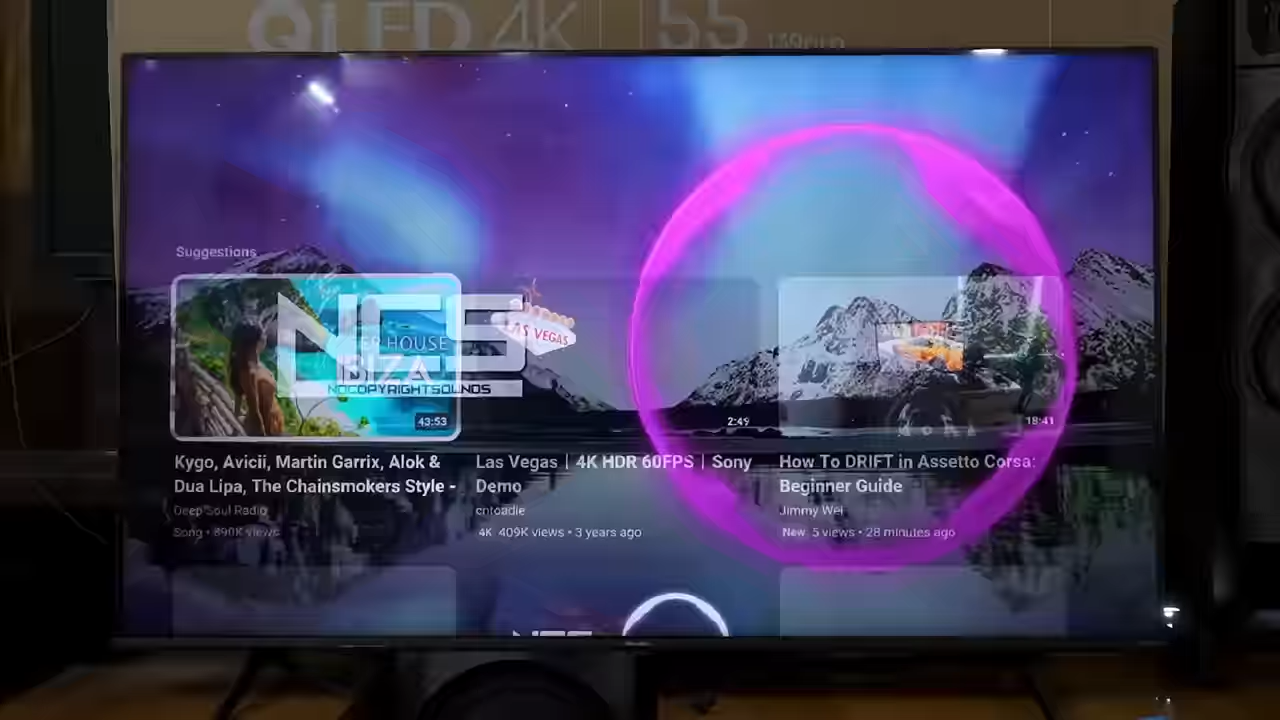 QLED 4K 55
Suggestions
NCS
LAS VEGAS
HOUSE
IBIZA
NOCOPYRIGHTSOUNDS
43:53
2:49
18:41
Kygo, Avicii, Martin Garrix, Alok &
Dua Lipa, The Chainsmokers Style -
Deep Soul Radio
Song • 890K views
Las Vegas | 4K HDR 60FPS | Sony
Demo
4K 409K views • 3 years ago
How To DRIFT in Assetto Corsa:
Beginner Guide
Jimmy Wei
New 5 views • 28 minutes ago